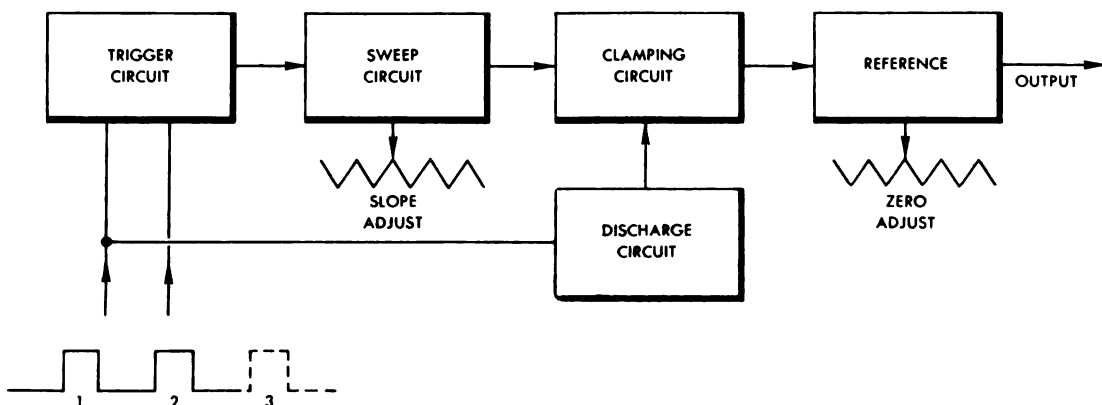 TRIGGER
CIRCUIT
SWEEP
CIRCUIT
CLAMPING
CIRCUIT
REFERENCE
OUTPUT
SLOPE
ADJUST
DISCHARGE
CIRCUIT
ZERO
ADJUST
1 2 3